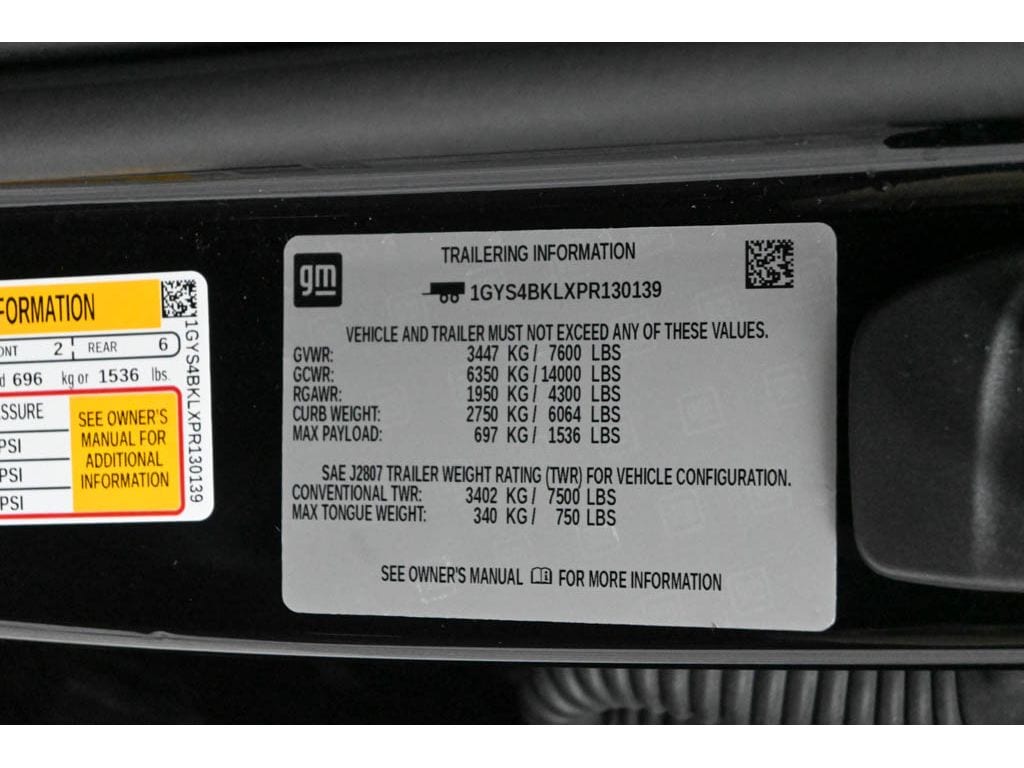 FORMATION
ONT 2 REAR 6
d 696 kg or 1536 lbs.
SSURE
PSI
PSI
PSI
SEE OWNER'S
MANUAL FOR
ADDITIONAL
INFORMATION
1GYS4BKLXPR130139
gm
TRAILERING INFORMATION
1GYS4BKLXPR130139
VEHICLE AND TRAILER MUST NOT EXCEED ANY OF THESE VALUES.
GVWR: 3447 KG / 7600 LBS
GCWR: 6350 KG / 14000 LBS
RGAWR: 1950 KG / 4300 LBS
CURB WEIGHT: 2750 KG / 6064 LBS
MAX PAYLOAD: 697 KG / 1536 LBS
SAE J2807 TRAILER WEIGHT RATING (TWR) FOR VEHICLE CONFIGURATION.
CONVENTIONAL TWR: 3402 KG / 7500 LBS
MAX TONGUE WEIGHT: 340 KG / 750 LBS
SEE OWNER'S MANUAL FOR MORE INFORMATION